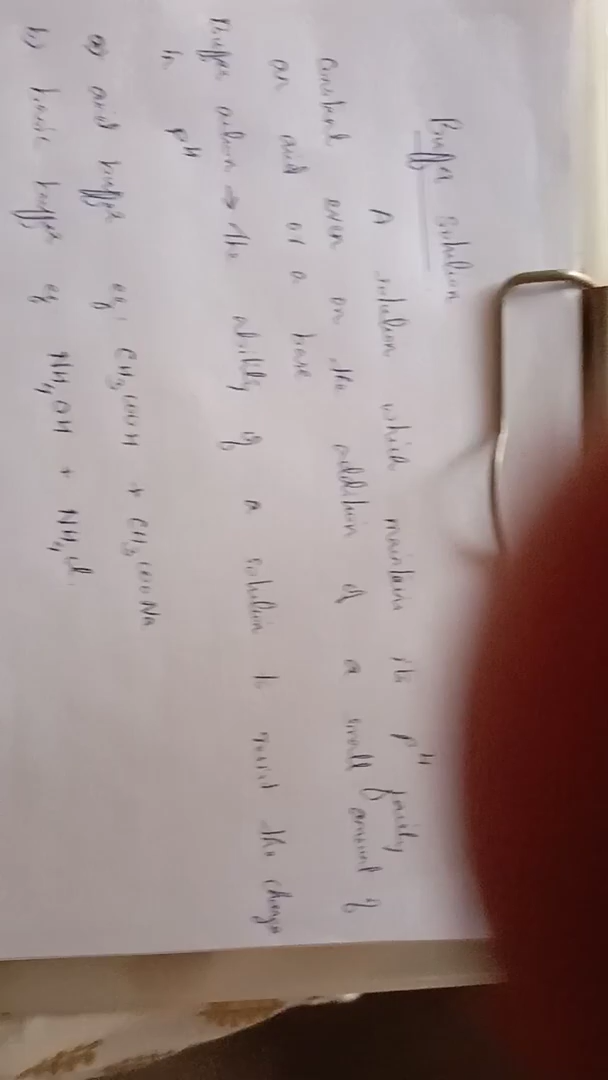 Buffer solution
A solution which maintains its pH fairly
constant even on the addition of a small amount of
an acid or a base
Buffer action → the ability of a solution to resist the change
in pH
a) acid buffer eg: CH3COOH + CH3COONa
b) basic buffer eg NH4OH + NH4Cl.